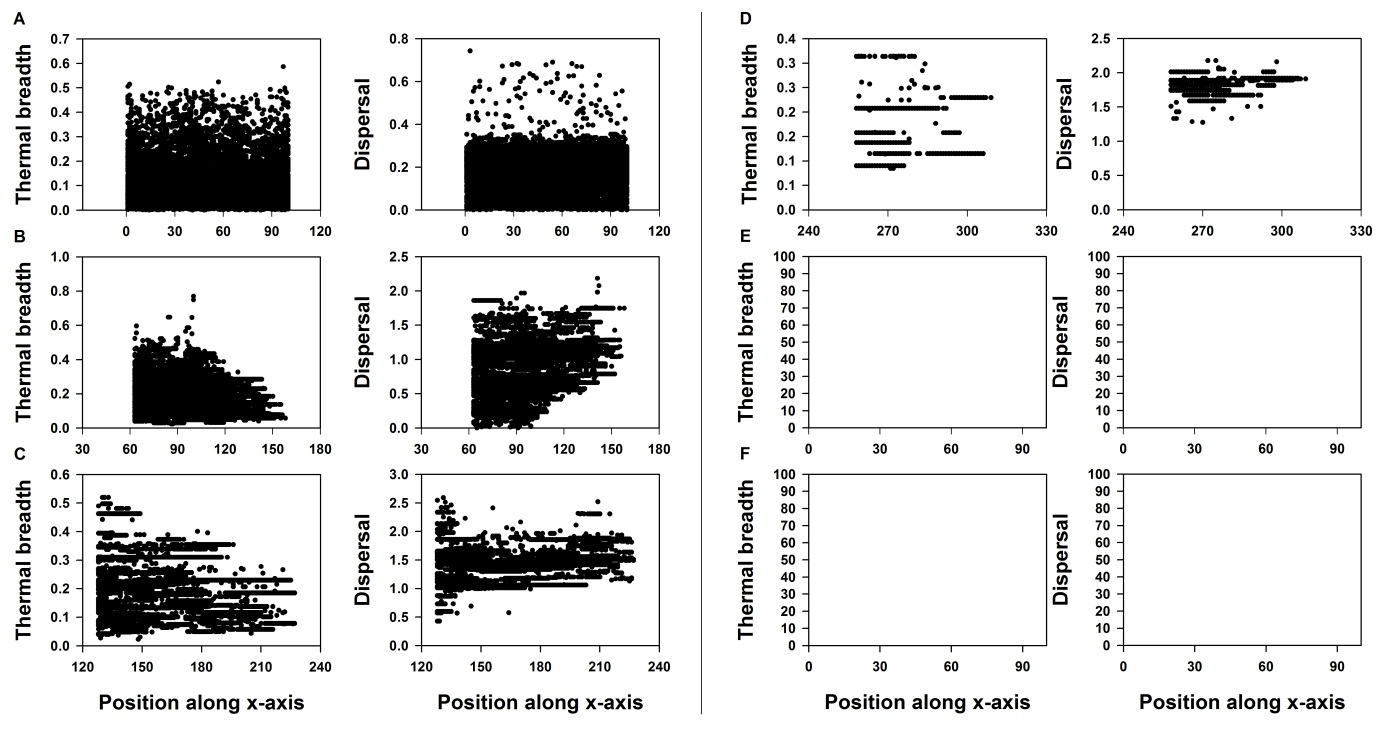 A
Thermal breadth
0.7
0.6
0.5
0.4
0.3
0.2
0.1
0.0
0 30 60 90 120
Dispersal
0.8
0.6
0.4
0.2
0.0
0 30 60 90 120
B
Thermal breadth
1.0
0.8
0.6
0.4
0.2
0.0
30 60 90 120 150 180
Dispersal
2.5
2.0
1.5
1.0
0.5
0.0
30 60 90 120 150 180
C
Thermal breadth
0.6
0.5
0.4
0.3
0.2
0.1
0.0
120 150 180 210 240
Position along x-axis
Dispersal
3.0
2.5
2.0
1.5
1.0
0.5
0.0
120 150 180 210 240
Position along x-axis
D
Thermal breadth
0.4
0.3
0.3
0.2
0.2
0.1
0.1
0.0
240 270 300 330
Dispersal
2.5
2.0
1.5
1.0
0.5
0.0
240 270 300 330
E
Thermal breadth
100
90
80
70
60
50
40
30
20
10
0
0 30 60 90
Dispersal
100
90
80
70
60
50
40
30
20
10
0
0 30 60 90
F
Thermal breadth
100
90
80
70
60
50
40
30
20
10
0
0 30 60 90
Position along x-axis
Dispersal
100
90
80
70
60
50
40
30
20
10
0
0 30 60 90
Position along x-axis